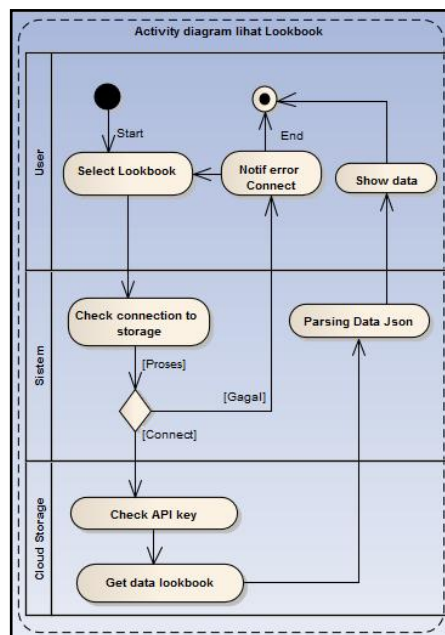 Activity diagram lihat Lookbook
User
Start
End
Select Lookbook
Notif error
Connect
Show data
Sistem
Check connection to
storage
Parsing Data Json
[Proses]
[Gagal]
[Connect]
Cloud Storage
Check API key
Get data lookbook